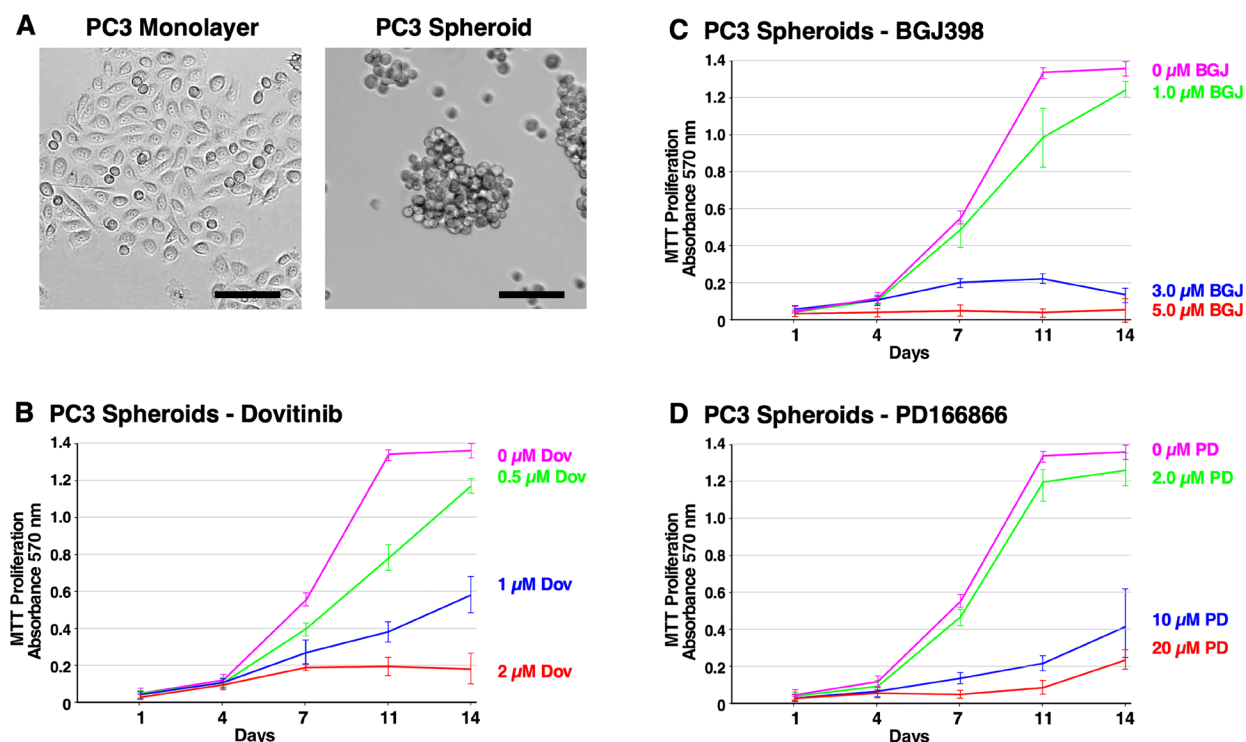 A
PC3 Monolayer
PC3 Spheroid
B PC3 Spheroids - Dovitinib
MTT Proliferation
Absorbance 570 nm
1.4
1.2
1.0
0.8
0.6
0.4
0.2
0
1 4 7 11 14
Days
0 µM Dov
0.5 µM Dov
1 µM Dov
2 µM Dov
C PC3 Spheroids - BGJ398
MTT Proliferation
Absorbance 570 nm
1.4
1.2
1.0
0.8
0.6
0.4
0.2
0
1 4 7 11 14
Days
0 µM BGJ
1.0 µM BGJ
3.0 µM BGJ
5.0 µM BGJ
D PC3 Spheroids - PD166866
MTT Proliferation
Absorbance 570 nm
1.4
1.2
1.0
0.8
0.6
0.4
0.2
0
1 4 7 11 14
Days
0 µM PD
2.0 µM PD
10 µM PD
20 µM PD